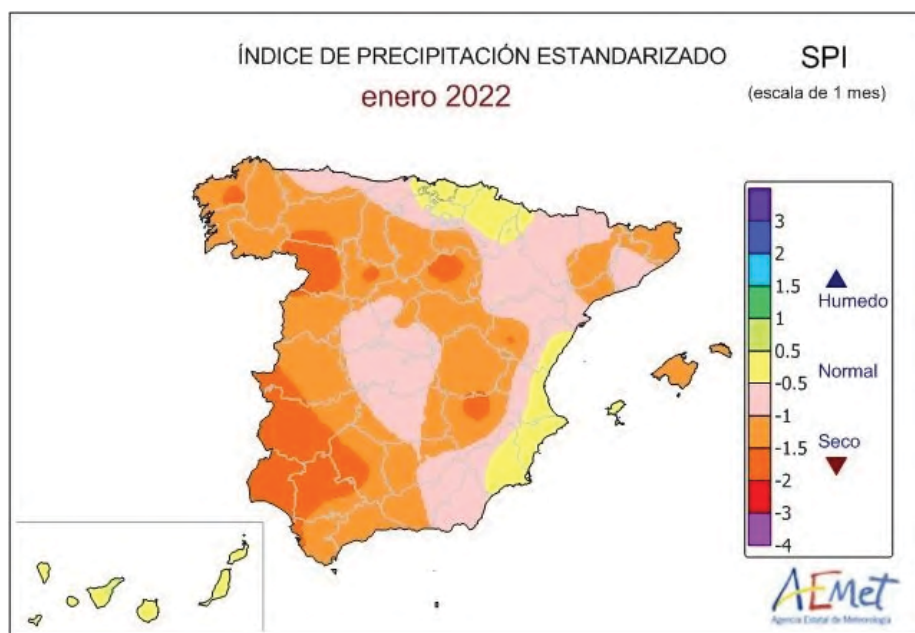 ÍNDICE DE PRECIPITACIÓN ESTANDARIZADO
enero 2022
SPI
(escala de 1 mes)
3
2
1.5
1
0.5
-0.5
-1
-1.5
-2
-3
-4
Humedo
Normal
Seco
AEMet
Agencia Estatal de Meteorología